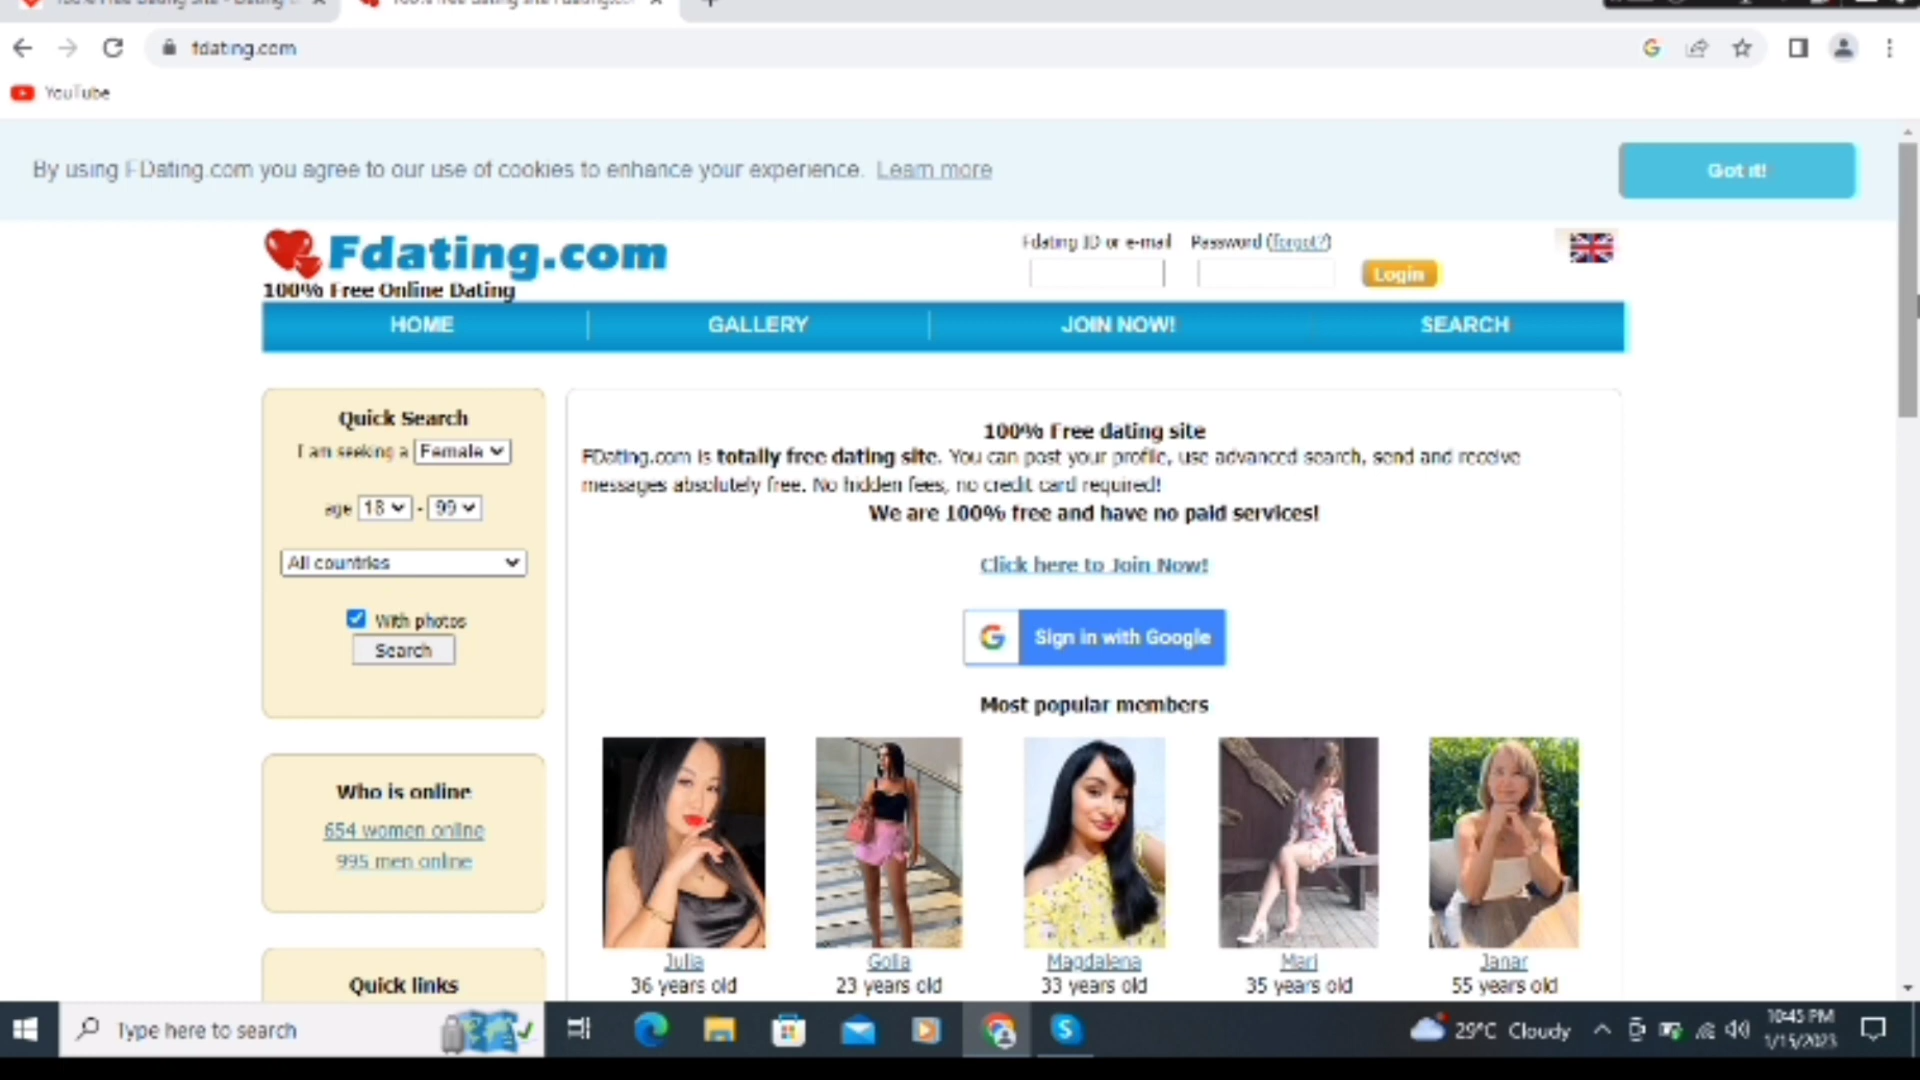 fdating.com
YouTube
By using FDating.com you agree to our use of cookies to enhance your experience. Learn more
Got it!
Fdating.com
100% Free Online Dating
Fdating ID or e-mail
Password (forgot?)
Login
HOME
GALLERY
JOIN NOW!
SEARCH
Quick Search
I am seeking a Female
age 18 - 99
All countries
With photos
Search
Who is online
654 women online
995 men online
Quick links
100% Free dating site
FDating.com is totally free dating site. You can post your profile, use advanced search, send and receive
messages absolutely free. No hidden fees, no credit card required!
We are 100% free and have no paid services!
Click here to Join Now!
Sign in with Google
Most popular members
Julia
36 years old
Golia
23 years old
Magdalena
33 years old
Mari
35 years old
Janar
55 years old
Type here to search
29°C Cloudy
10:45 PM
1/15/2023